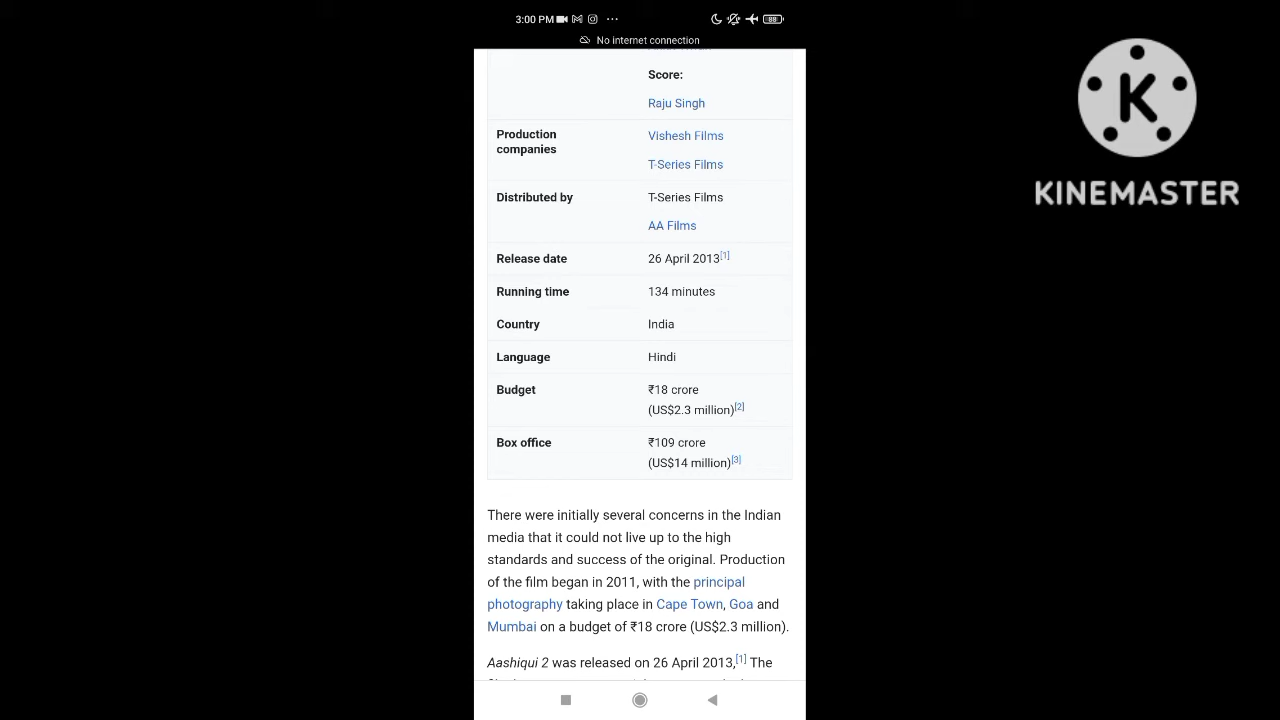 3:00 PM
88
No internet connection
Score:
Raju Singh
Production
companies
Vishesh Films
T-Series Films
Distributed by
T-Series Films
AA Films
Release date
26 April 2013[1]
Running time
134 minutes
Country
India
Language
Hindi
Budget
₹18 crore
(US$2.3 million)[2]
Box office
₹109 crore
(US$14 million)[3]
There were initially several concerns in the Indian
media that it could not live up to the high
standards and success of the original. Production
of the film began in 2011, with the principal
photography taking place in Cape Town, Goa and
Mumbai on a budget of ₹18 crore (US$2.3 million).
Aashiqui 2 was released on 26 April 2013,[1] The
K
KINEMASTER